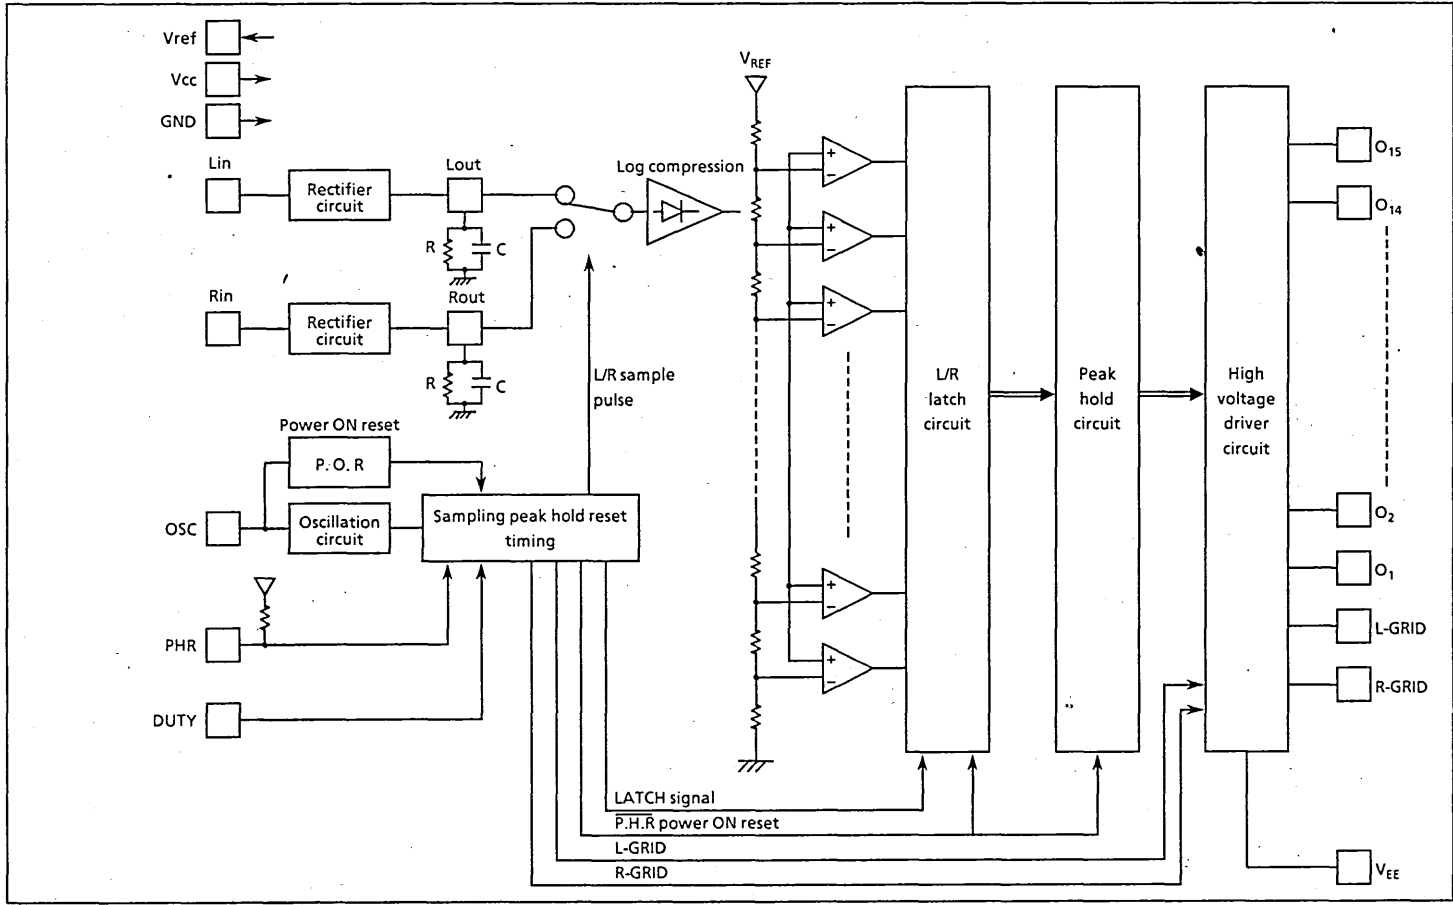 Vref
Vcc
GND
Lin
Rectifier
circuit
Lout
R
C
Rin
Rectifier
circuit
Rout
R
C
Log compression
L/R sample
pulse
Power ON reset
P. O. R
OSC
Oscillation
circuit
Sampling peak hold reset
timing
PHR
DUTY
VREF
+
−
+
−
+
−
+
−
+
−
L/R
latch
circuit
Peak
hold
circuit
High
voltage
driver
circuit
O15
O14
O2
O1
L-GRID
R-GRID
VEE
LATCH signal
P.H.R power ON reset
L-GRID
R-GRID